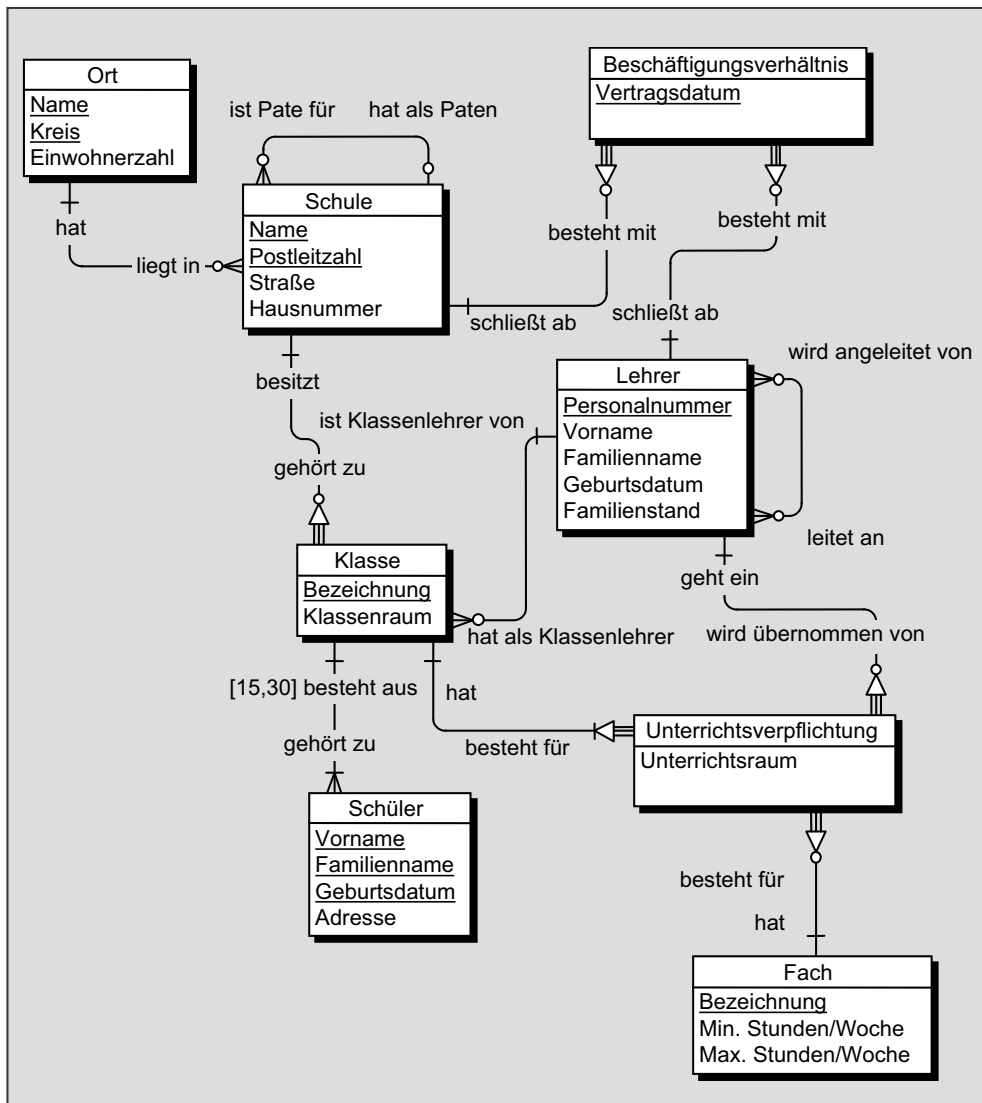 Ort
Name
Kreis
Einwohnerzahl
hat
liegt in
ist Pate für
hat als Paten
Schule
Name
Postleitzahl
Straße
Hausnummer
Beschäftigungsverhältnis
Vertragsdatum
besteht mit
besteht mit
schließt ab
schließt ab
besitzt
gehört zu
ist Klassenlehrer von
Lehrer
Personalnummer
Vorname
Familienname
Geburtsdatum
Familienstand
wird angeleitet von
leitet an
Klasse
Bezeichnung
Klassenraum
hat als Klassenlehrer
geht ein
wird übernommen von
[15,30] besteht aus
gehört zu
hat
besteht für
Unterrichtsverpflichtung
Unterrichtsraum
Schüler
Vorname
Familienname
Geburtsdatum
Adresse
besteht für
hat
Fach
Bezeichnung
Min. Stunden/Woche
Max. Stunden/Woche